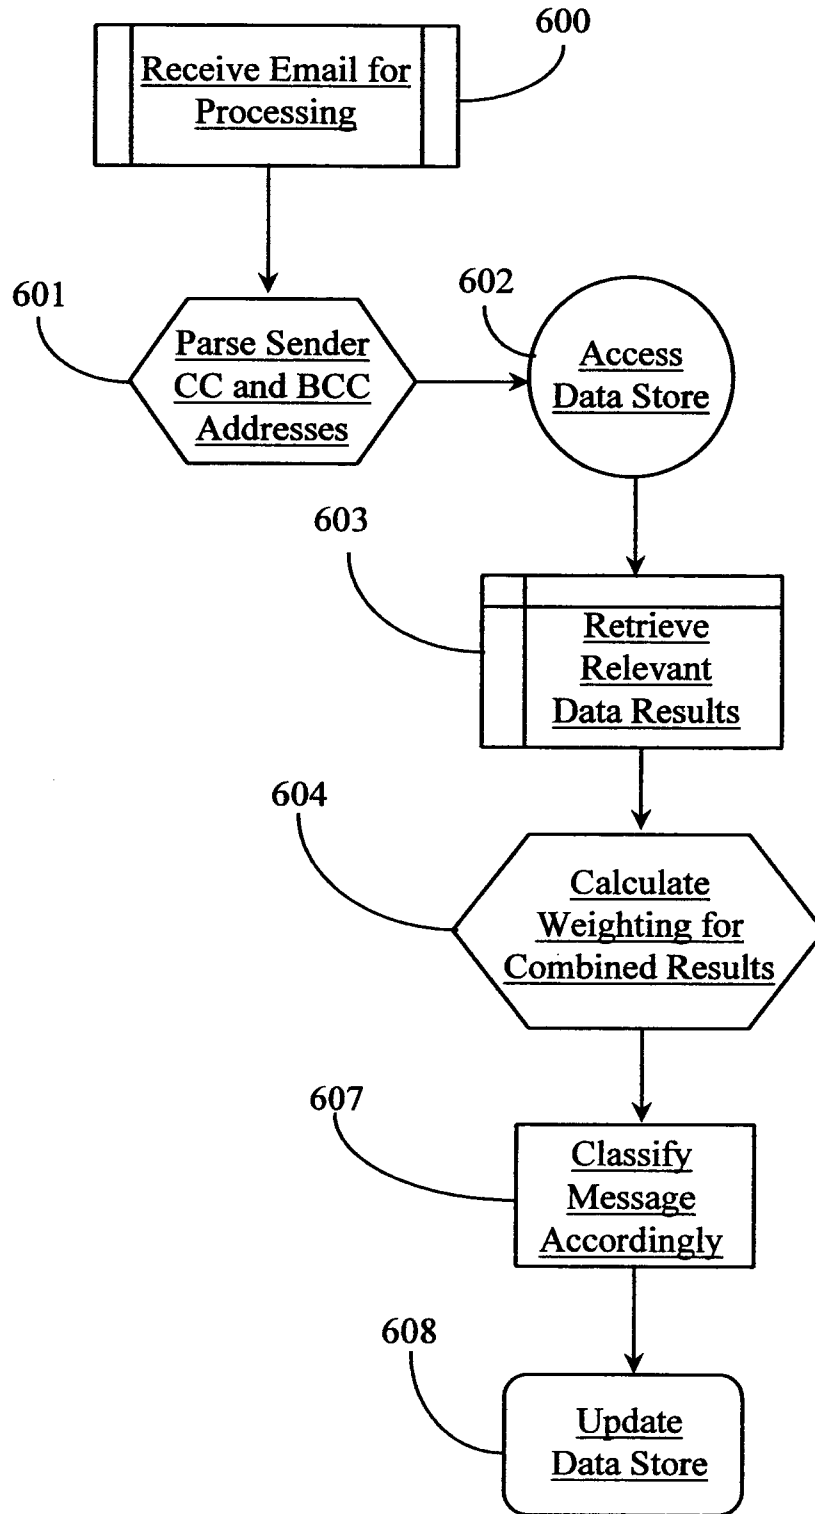 600
Receive Email for
Processing
601
Parse Sender
CC and BCC
Addresses
602
Access
Data Store
603
Retrieve
Relevant
Data Results
604
Calculate
Weighting for
Combined Results
607
Classify
Message
Accordingly
608
Update
Data Store